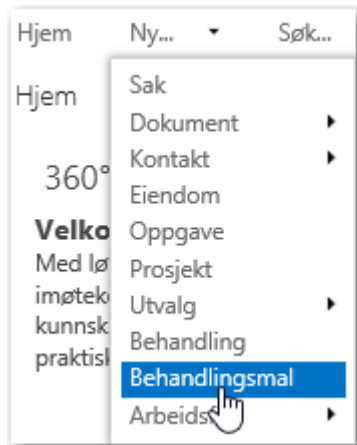 Hjem Ny... Søk...
Hjem
Sak
Dokument
Kontakt
360°
Eiendom
Velko
Oppgave
Med lø
Prosjekt
imøtek
Utvalg
kunnsk
Behandling
praktisk
Behandlingsmal